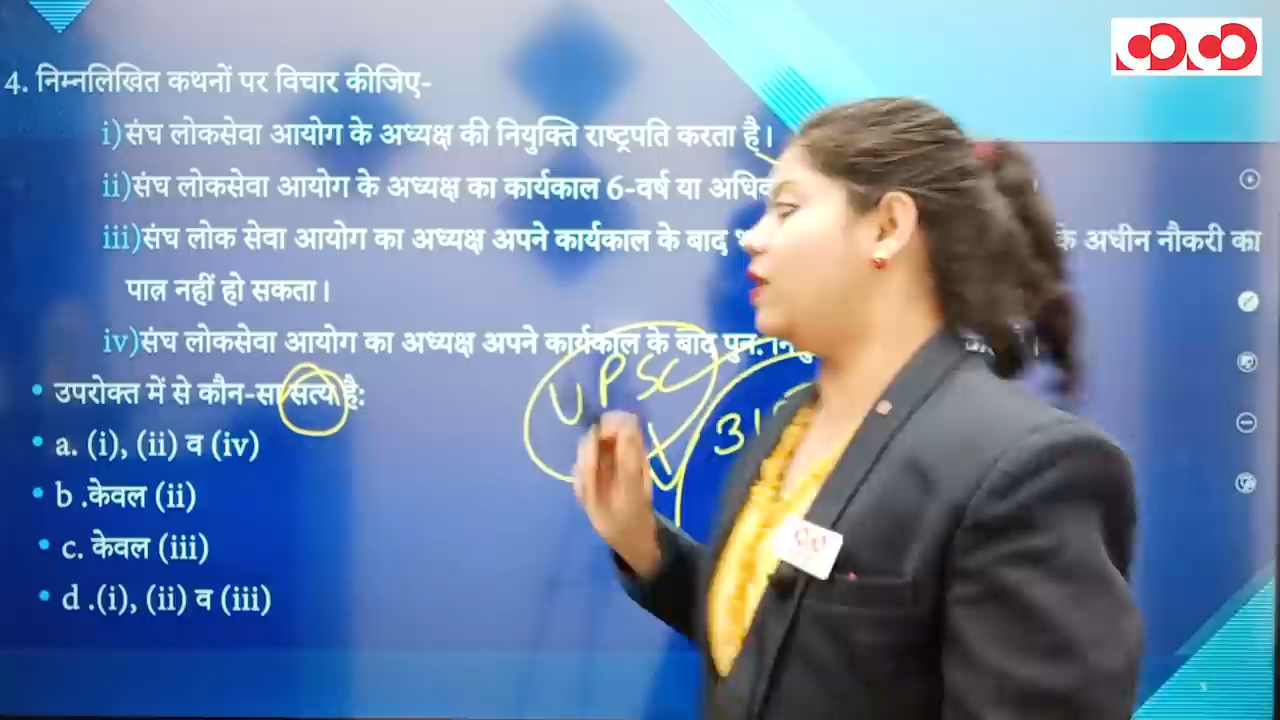 4. निम्नलिखित कथनों पर विचार कीजिए-
i)संघ लोकसेवा आयोग के अध्यक्ष की नियुक्ति राष्ट्रपति करता है।
ii)संघ लोकसेवा आयोग के अध्यक्ष का कार्यकाल 6-वर्ष या
iii)संघ लोक सेवा आयोग का अध्यक्ष अपने कार्यकाल के बाद के अधीन नौकरी का
पात्र नहीं हो सकता।
iv)संघ लोकसेवा आयोग का अध्यक्ष अपने कार्यकाल के बाद पुन:
UPSC
• उपरोक्त में से कौन-सा सत्य है:
• a. (i), (ii) व (iv)
• b .केवल (ii)
• c. केवल (iii)
• d .(i), (ii) व (iii)